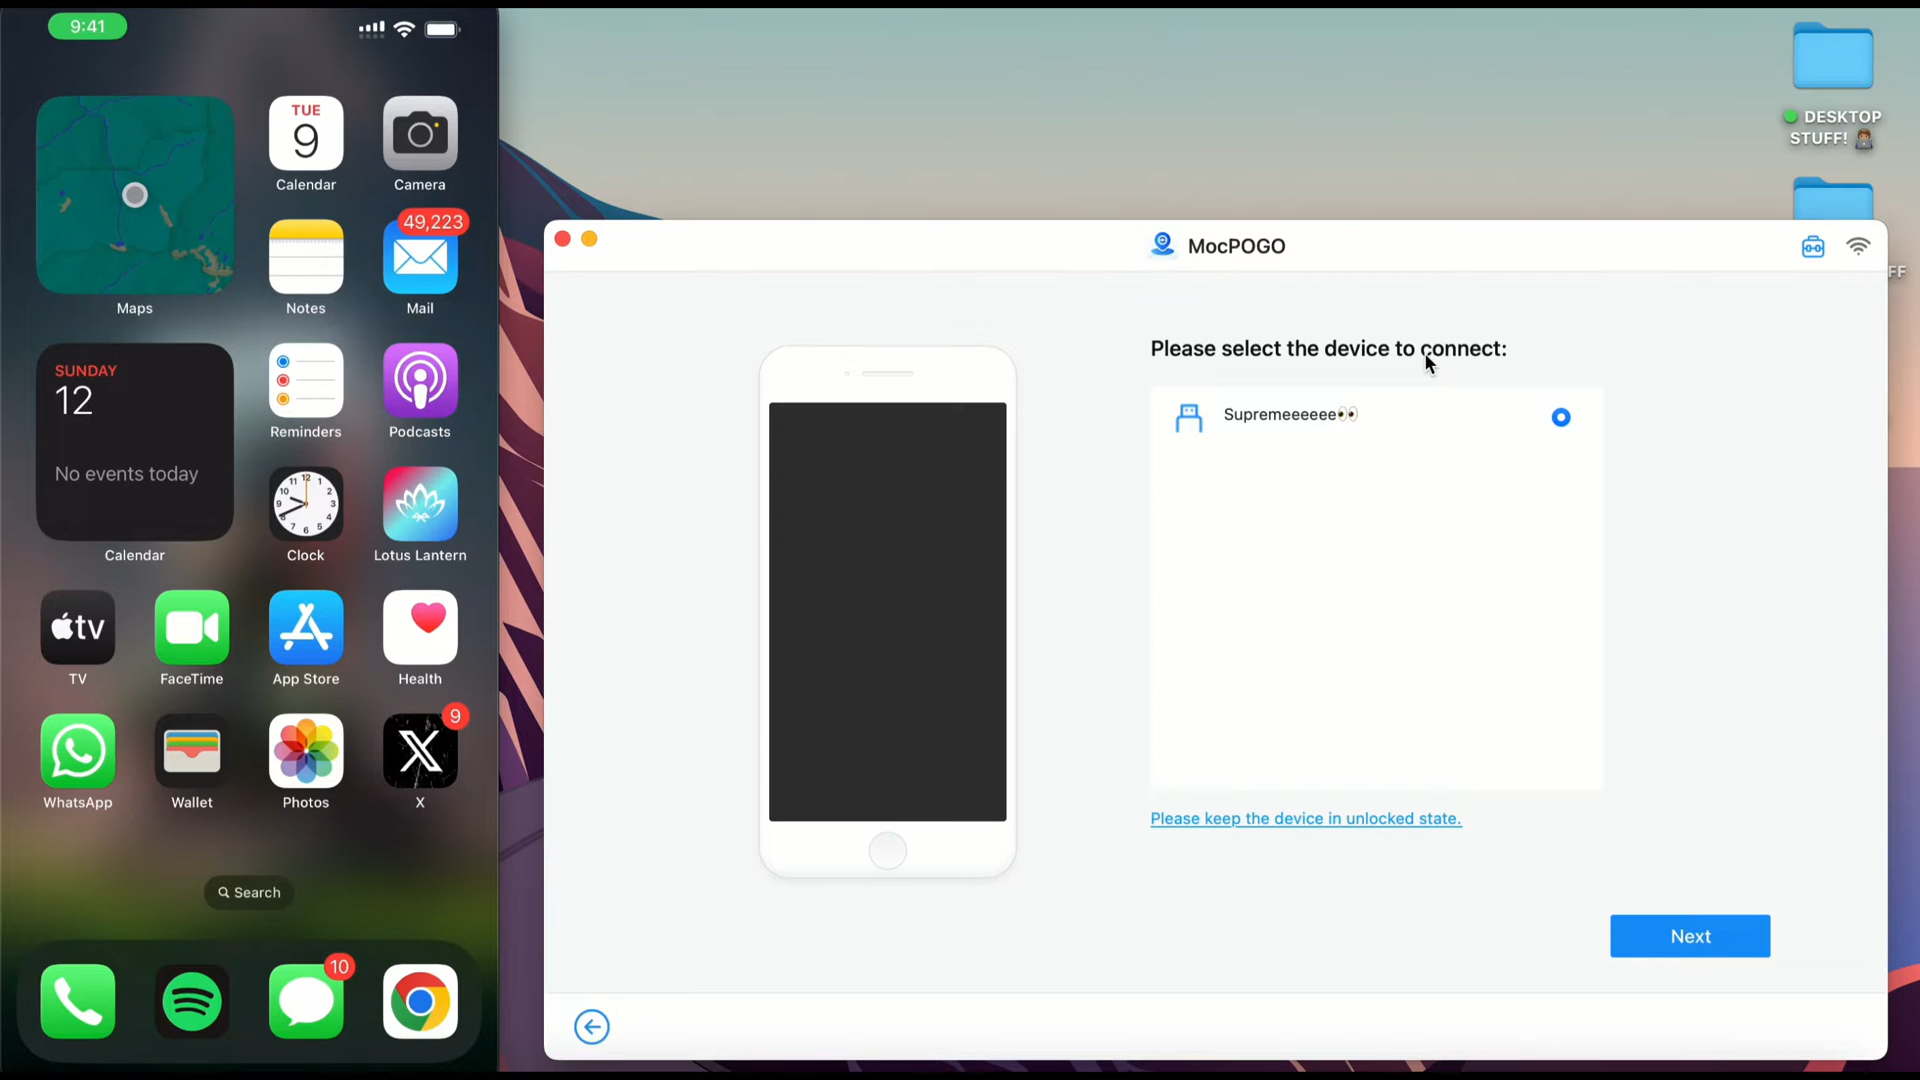 9:41
TUE
9
Calendar
Camera
Maps
49,223
Notes
Mail
SUNDAY
12
No events today
Calendar
Reminders
Podcasts
Clock
Lotus Lantern
tv
TV
FaceTime
App Store
Health
9
WhatsApp
Wallet
Photos
X
Search
10
DESKTOP
STUFF!
FF
MocPOGO
Please select the device to connect:
Supremeeeeee👀
Please keep the device in unlocked state.
Next